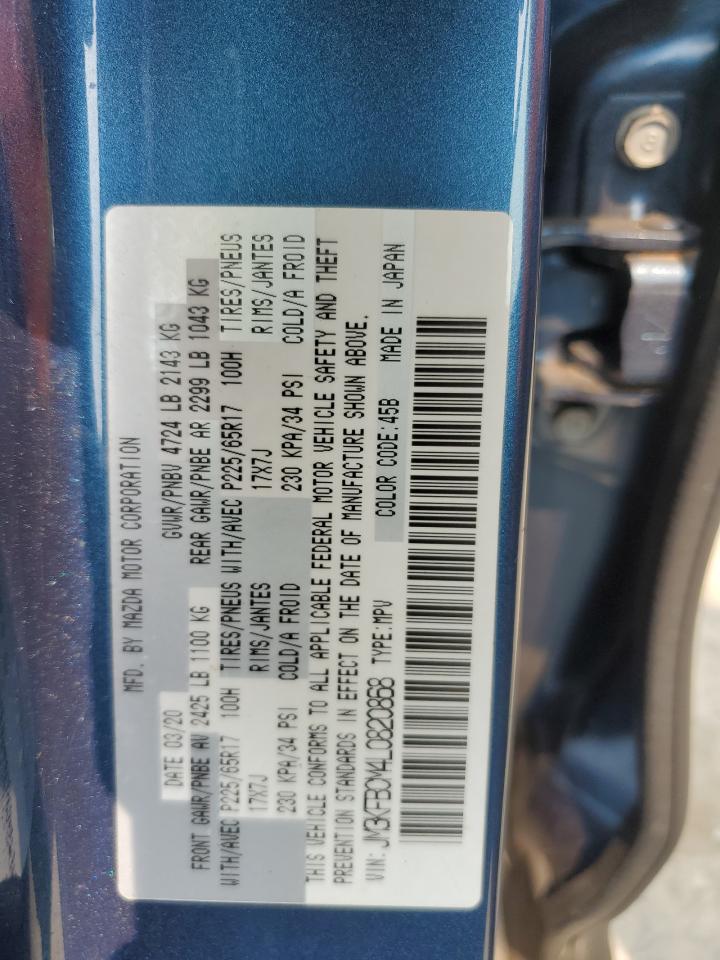 MFD. BY MAZDA MOTOR CORPORATION
DATE 03/20 GVWR/PNBV 4724 LB 2143 KG
FRONT GAWR/PNBE AV 2425 LB 1100 KG REAR GAWR/PNBE AR 2299 LB 1043 KG
WITH/AVEC P225/65R17 100H TIRES/PNEUS WITH/AVEC P225/65R17 100H TIRES/PNEUS
17X7J RIMS/JANTES 17X7J RIMS/JANTES
230 KPA/34 PSI COLD/A FROID 230 KPA/34 PSI COLD/A FROID
THIS VEHICLE CONFORMS TO ALL APPLICABLE FEDERAL MOTOR VEHICLE SAFETY AND THEFT
PREVENTION STANDARDS IN EFFECT ON THE DATE OF MANUFACTURE SHOWN ABOVE.
VIN: JM3KFBCM4L0820868 TYPE:MPV COLOR CODE:45B MADE IN JAPAN